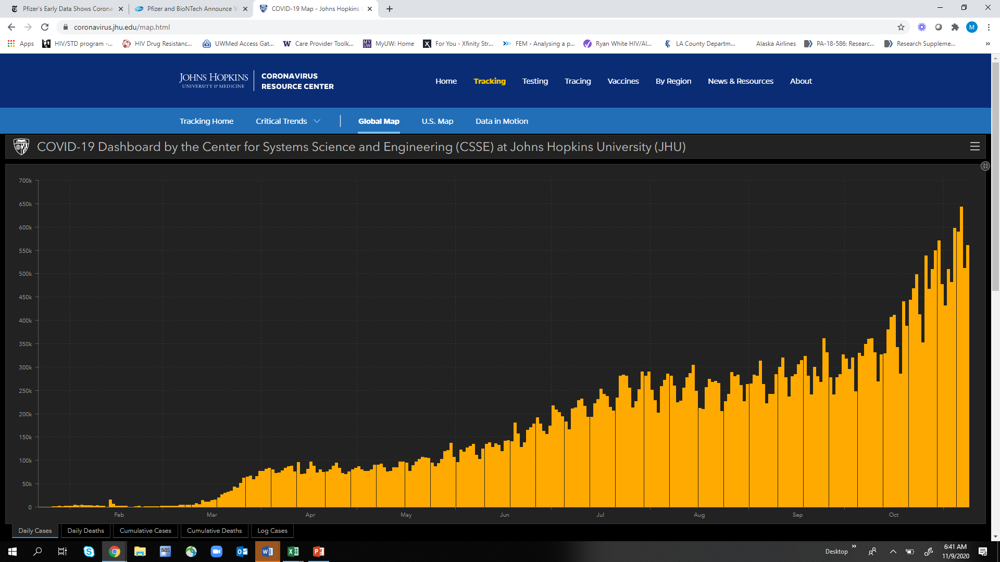 Pfizer's Early Data Shows Corona
Pfizer and BioNTech Announce V
COVID-19 Map - Johns Hopkins
coronavirus.jhu.edu/map.html
M
Apps
HIV/STD program -...
HIV Drug Resistanc...
UWMed Access Gat...
Care Provider Toolk...
MyUW: Home
For You - Xfinity Str...
FEM - Analysing a p...
Ryan White HIV/AI...
LA County Departm...
Alaska Airlines
PA-18-586: Researc...
Research Suppleme...
JOHNS HOPKINS
UNIVERSITY & MEDICINE
CORONAVIRUS
RESOURCE CENTER
Home
Tracking
Testing
Tracing
Vaccines
By Region
News & Resources
About
Tracking Home
Critical Trends
Global Map
U.S. Map
Data in Motion
COVID-19 Dashboard by the Center for Systems Science and Engineering (CSSE) at Johns Hopkins University (JHU)
700k
650k
600k
550k
500k
450k
400k
350k
300k
250k
200k
150k
100k
50k
0
Feb
Mar
Apr
May
Jun
Jul
Aug
Sep
Oct
Daily Cases
Daily Deaths
Cumulative Cases
Cumulative Deaths
Log Cases
Desktop
6:41 AM
11/9/2020